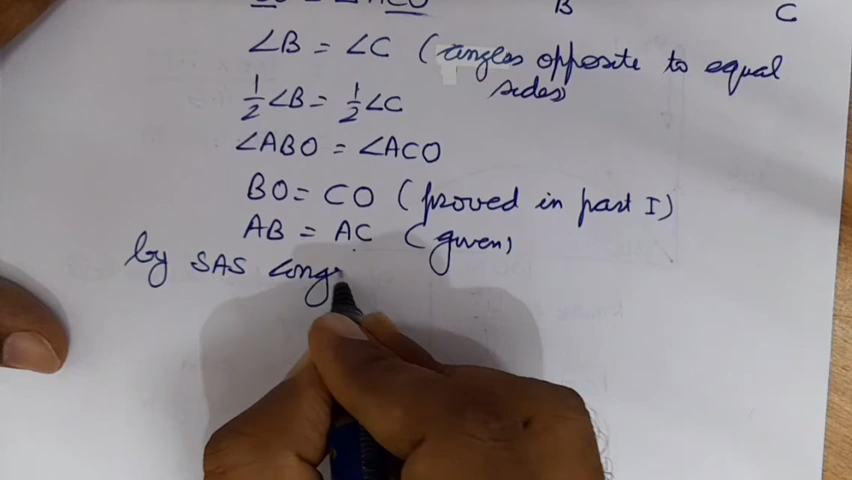 B
C
∠B = ∠C (angles opposite to equal
sides)
1/2 ∠B = 1/2 ∠C
∠ABO = ∠ACO
BO = CO (proved in part I)
AB = AC (given)
by SAS cong